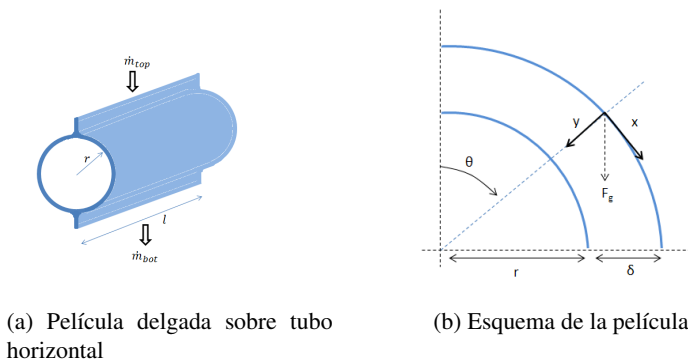 ṁ_top
r
l
ṁ_bot
(a) Película delgada sobre tubo
horizontal
y
x
θ
F_g
r
δ
(b) Esquema de la película